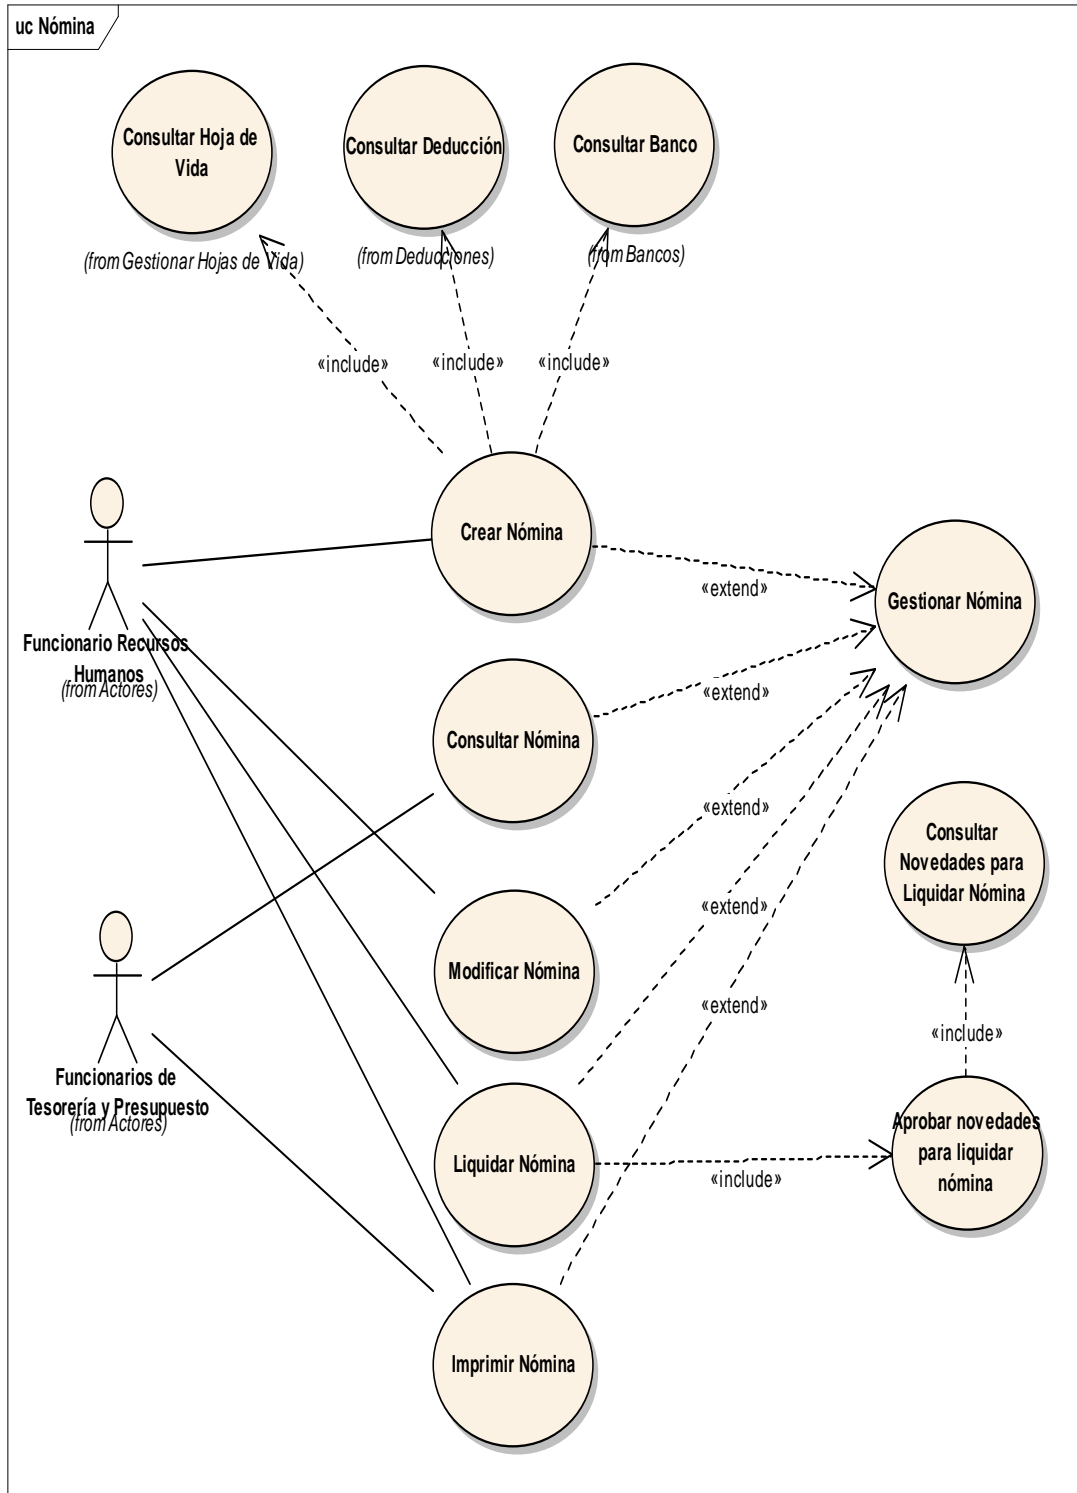 uc Nómina
Consultar Hoja de
Vida
(from Gestionar Hojas de Vida)
Consultar Deducción
(from Deducciones)
Consultar Banco
(from Bancos)
«include»
«include»
«include»
Crear Nómina
«extend»
Gestionar Nómina
Funcionario Recursos
Humanos
(from Actores)
Consultar Nómina
«extend»
«extend»
Consultar
Novedades para
Liquidar Nómina
«extend»
Modificar Nómina
«extend»
«include»
Funcionarios de
Tesorería y Presupuesto
(from Actores)
Liquidar Nómina
«include»
Aprobar novedades
para liquidar
nómina
Imprimir Nómina